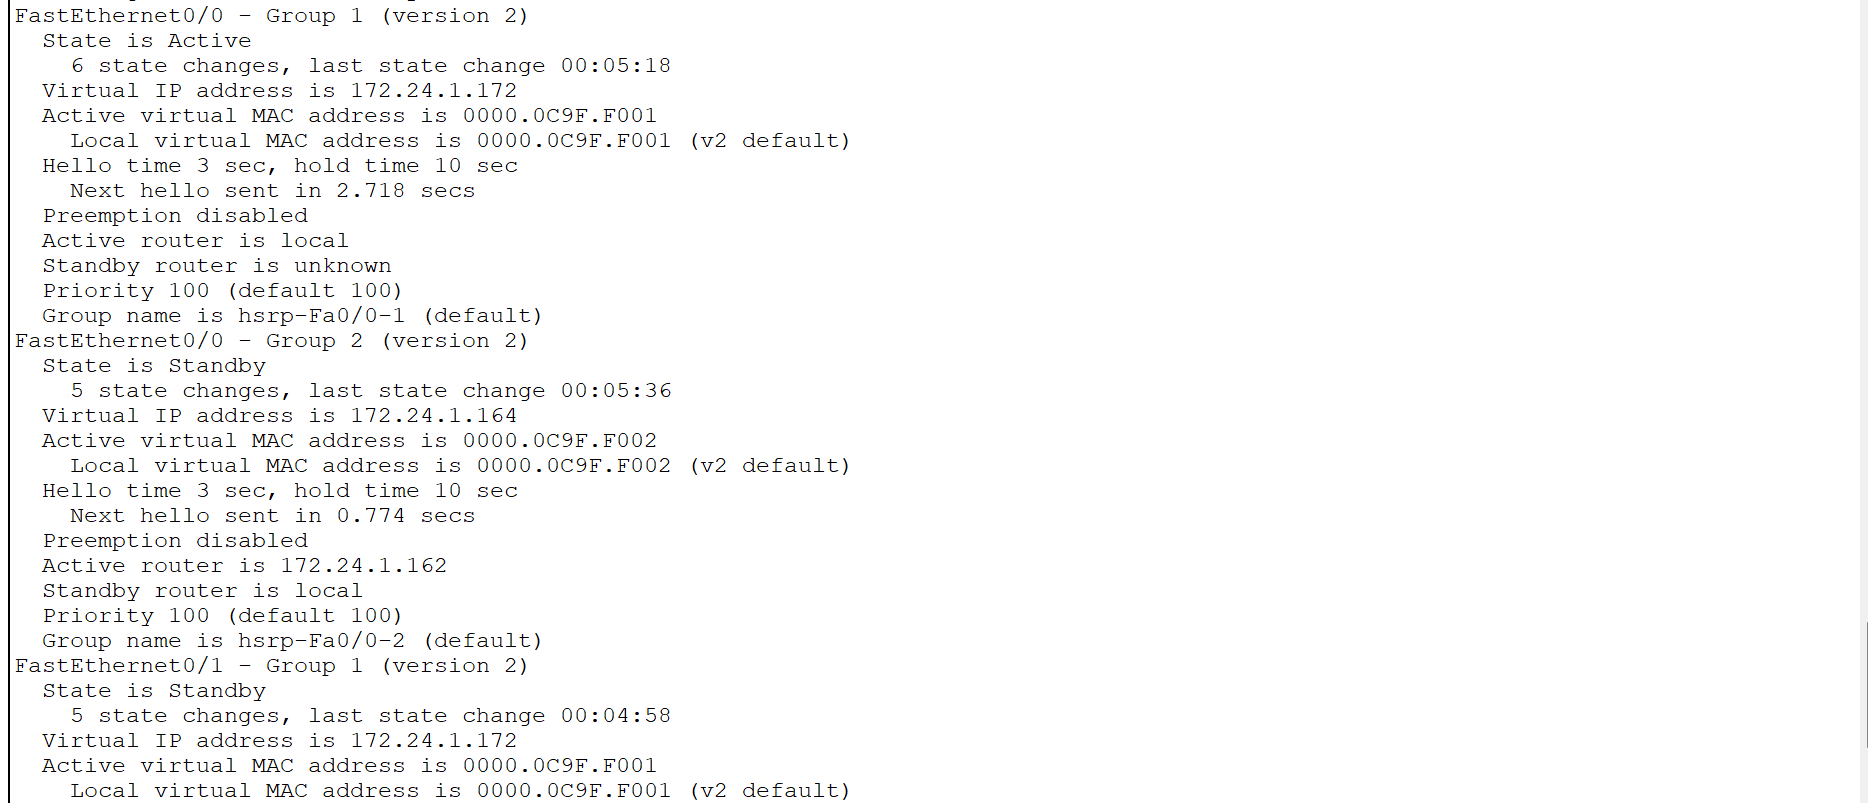 FastEthernet0/0 - Group 1 (version 2)
State is Active
6 state changes, last state change 00:05:18
Virtual IP address is 172.24.1.172
Active virtual MAC address is 0000.0C9F.F001
Local virtual MAC address is 0000.0C9F.F001 (v2 default)
Hello time 3 sec, hold time 10 sec
Next hello sent in 2.718 secs
Preemption disabled
Active router is local
Standby router is unknown
Priority 100 (default 100)
Group name is hsrp-Fa0/0-1 (default)
FastEthernet0/0 - Group 2 (version 2)
State is Standby
5 state changes, last state change 00:05:36
Virtual IP address is 172.24.1.164
Active virtual MAC address is 0000.0C9F.F002
Local virtual MAC address is 0000.0C9F.F002 (v2 default)
Hello time 3 sec, hold time 10 sec
Next hello sent in 0.774 secs
Preemption disabled
Active router is 172.24.1.162
Standby router is local
Priority 100 (default 100)
Group name is hsrp-Fa0/0-2 (default)
FastEthernet0/1 - Group 1 (version 2)
State is Standby
5 state changes, last state change 00:04:58
Virtual IP address is 172.24.1.172
Active virtual MAC address is 0000.0C9F.F001
Local virtual MAC address is 0000.0C9F.F001 (v2 default)